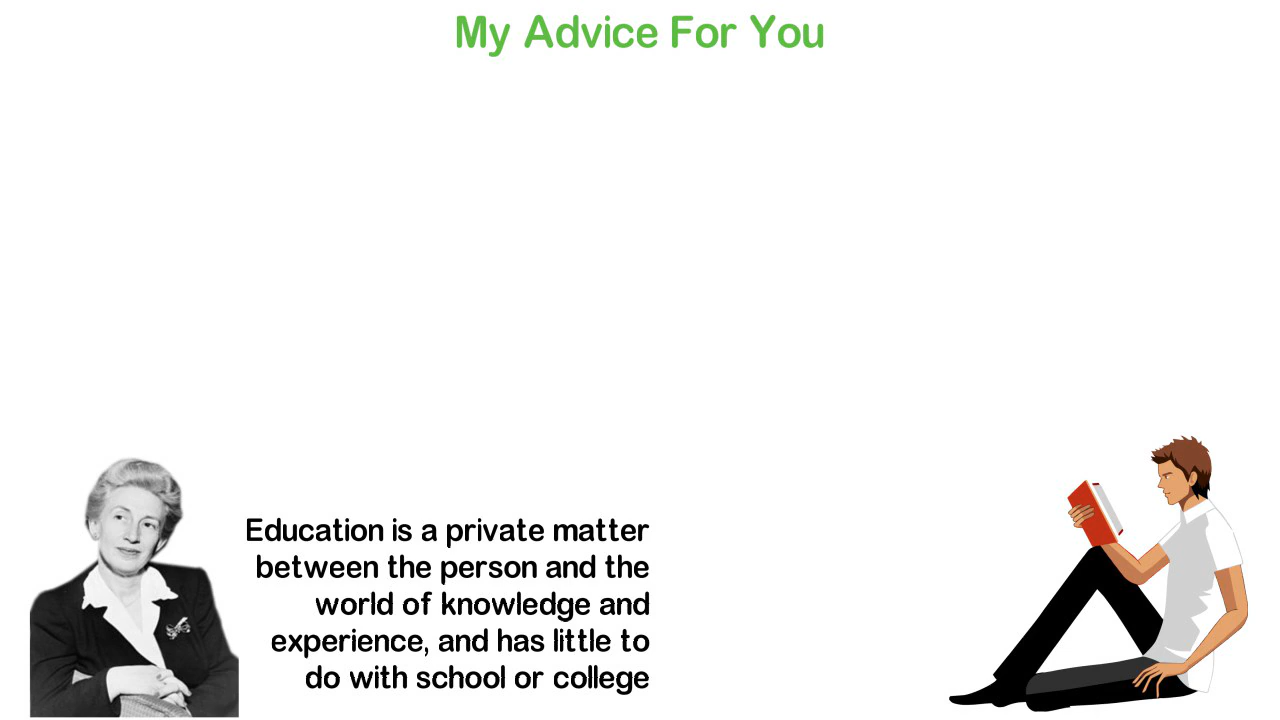 My Advice For You
Education is a private matter
between the person and the
world of knowledge and
experience, and has little to
do with school or college